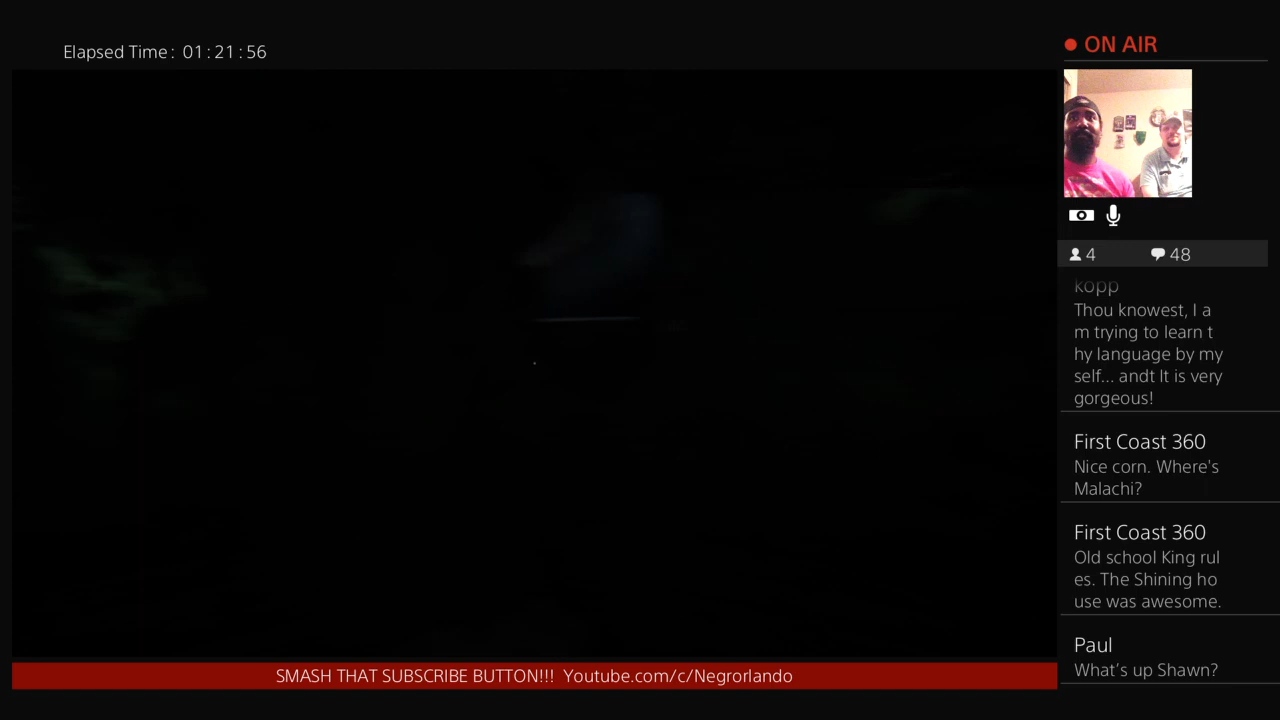 Elapsed Time: 01:21:56
ON AIR
4 48
kopp
Thou knowest, I a
m trying to learn t
hy language by my
self... andt It is very
gorgeous!
First Coast 360
Nice corn. Where's
Malachi?
First Coast 360
Old school King rul
es. The Shining ho
use was awesome.
Paul
What's up Shawn?
SMASH THAT SUBSCRIBE BUTTON!!! Youtube.com/c/Negrorlando